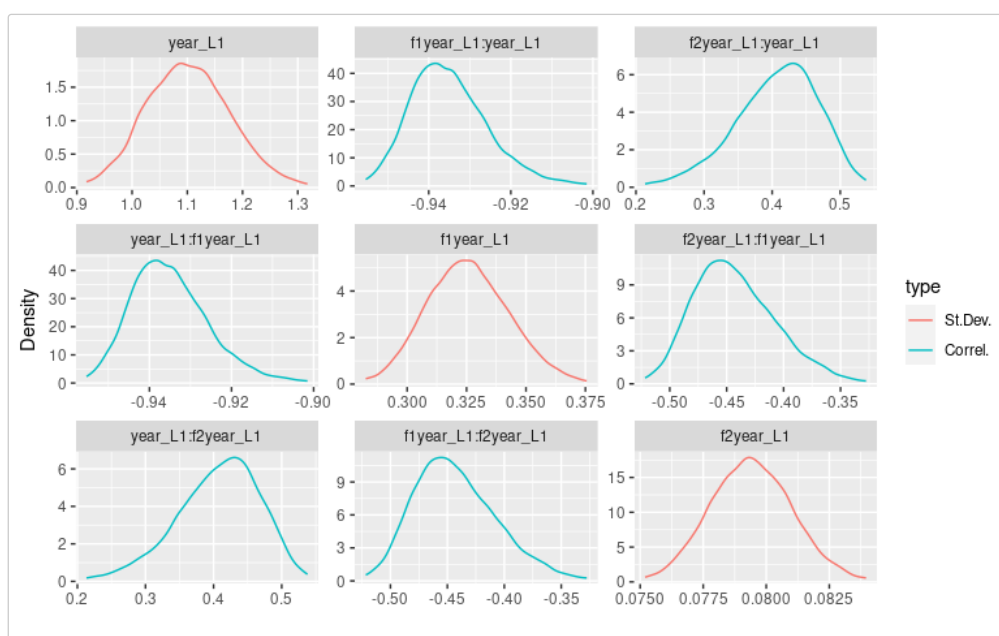 year_L1 f1year_L1:year_L1 f2year_L1:year_L1
1.5
1.0
0.5
0.0
0.9 1.0 1.1 1.2 1.3
40
30
20
10
0
-0.94 -0.92 -0.90
6
4
2
0
0.2 0.3 0.4 0.5
year_L1:f1year_L1 f1year_L1 f2year_L1:f1year_L1
40
30
20
10
0
-0.94 -0.92 -0.90
4
2
0
0.300 0.325 0.350 0.375
9
6
3
0
-0.50 -0.45 -0.40 -0.35
year_L1:f2year_L1 f1year_L1:f2year_L1 f2year_L1
6
4
2
0
0.2 0.3 0.4 0.5
9
6
3
0
-0.50 -0.45 -0.40 -0.35
15
10
5
0
0.0750 0.0775 0.0800 0.0825
Density
type
St.Dev.
Correl.